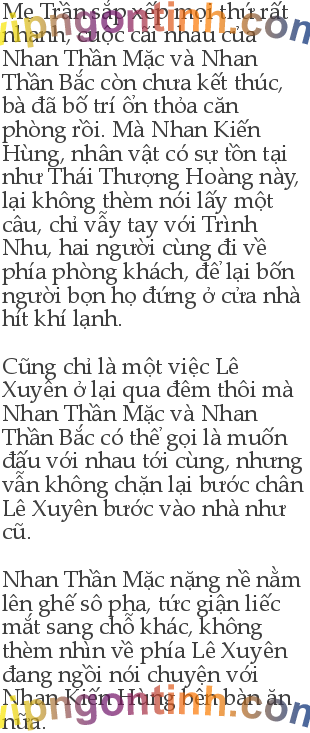 Mẹ Trần sắp xếp mọi thứ rất
nhanh, cuộc cãi nhau của
Nhan Thần Mặc và Nhan
Thần Bắc còn chưa kết thúc,
bà đã bố trí ổn thỏa căn
phòng rồi. Mà Nhan Kiến
Hùng, nhân vật có sự tồn tại
như Thái Thượng Hoàng này,
lại không thèm nói lấy một
câu, chỉ vẫy tay với Trình
Nhu, hai người cùng đi về
phía phòng khách, để lại bốn
người bọn họ đứng ở cửa nhà
hít khí lạnh.
Cũng chỉ là một việc Lê
Xuyên ở lại qua đêm thôi mà
Nhan Thần Mặc và Nhan
Thần Bắc có thể gọi là muốn
đấu với nhau tới cùng, nhưng
vẫn không chặn lại bước chân
Lê Xuyên bước vào nhà như
cũ.
Nhan Thần Mặc nặng nề nằm
lên ghế sô pha, tức giận liếc
mắt sang chỗ khác, không
thèm nhìn về phía Lê Xuyên
đang ngồi nói chuyện với
Nhan Kiến Hùng bên bàn ăn
nữa.
vipngontinh.com
vipngontinh.com